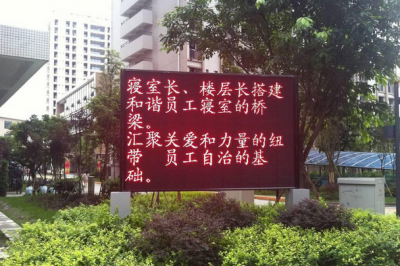 寝室长、楼层长搭建
和谐员工寝室的桥
梁。
汇聚关爱和力量的纽
带 员工自治的基
础。